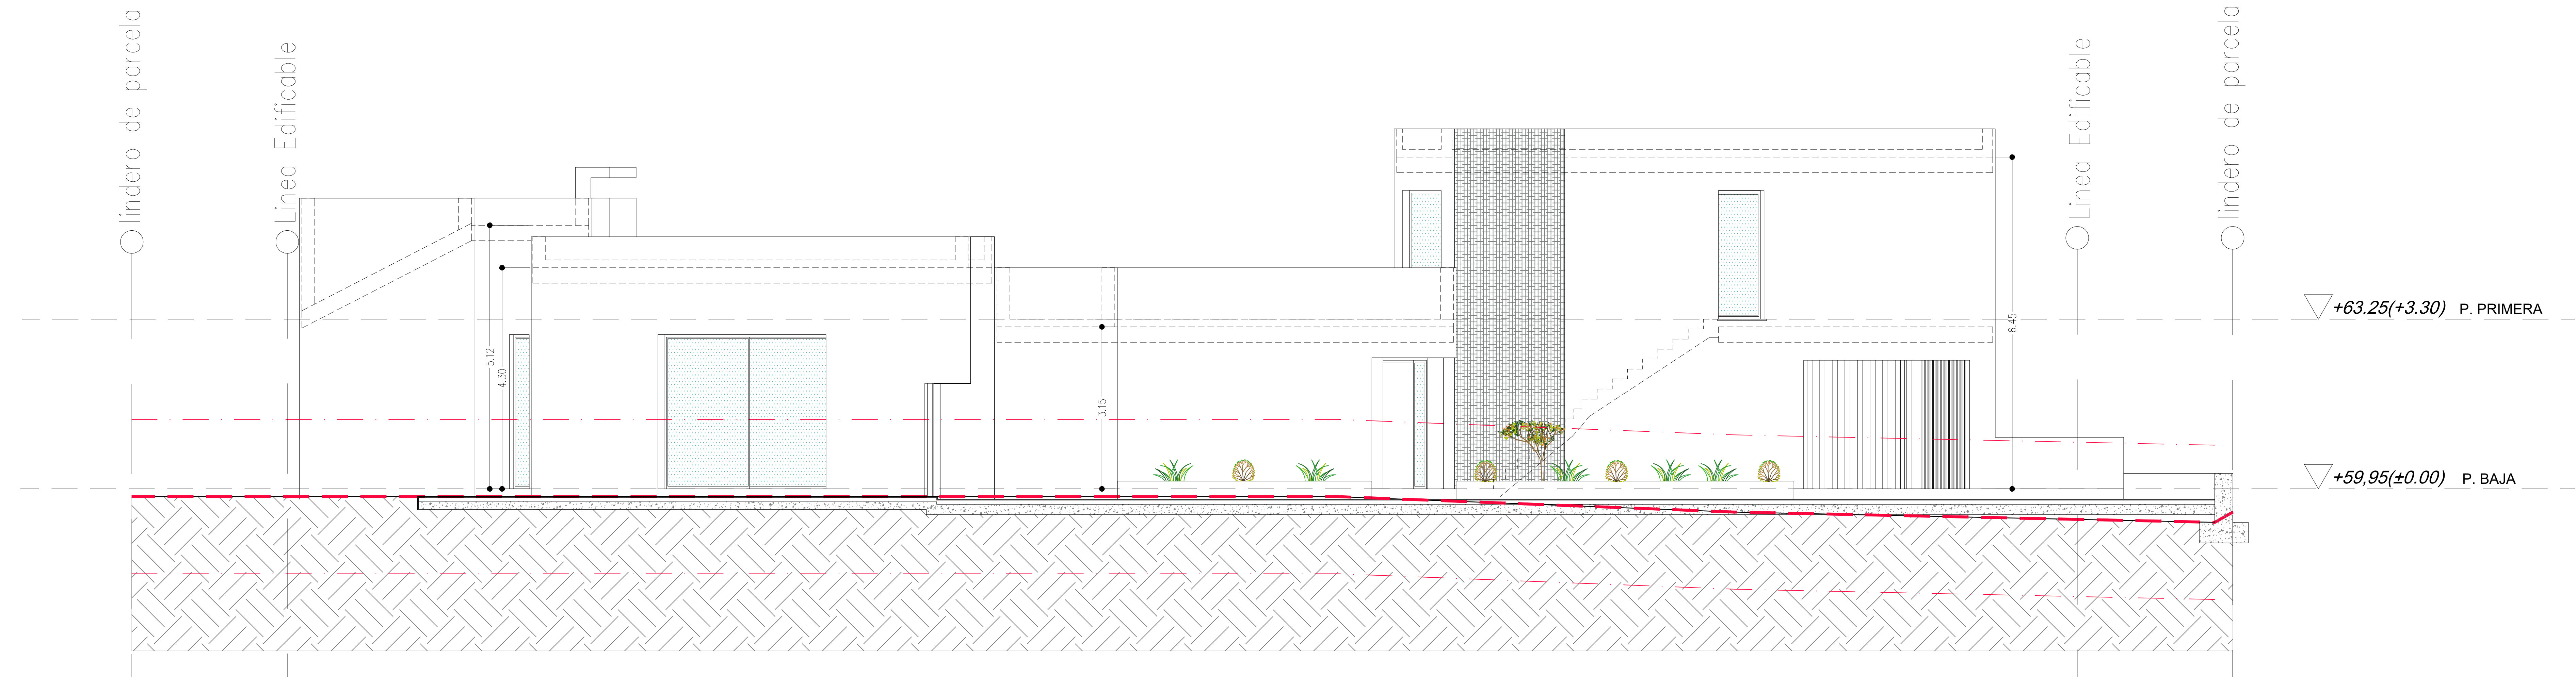 lindero de parcela
Linea Edificable
Linea Edificable
lindero de parcela
+63.25(+3.30) P. PRIMERA
5.12
4.30
3.15
6.45
+59,95(±0.00) P. BAJA